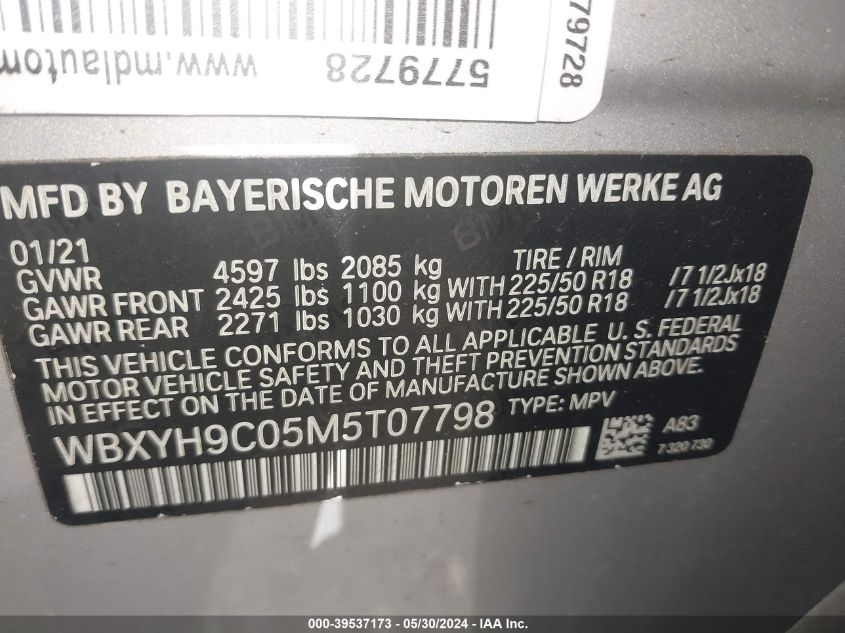 5779728
www.mdlautom
79728
MFD BY BAYERISCHE MOTOREN WERKE AG
01/21
GVWR 4597 lbs 2085 kg TIRE / RIM
GAWR FRONT 2425 lbs 1100 kg WITH 225/50 R18 /7 1/2Jx18
GAWR REAR 2271 lbs 1030 kg WITH 225/50 R18 /7 1/2Jx18
THIS VEHICLE CONFORMS TO ALL APPLICABLE U. S. FEDERAL
MOTOR VEHICLE SAFETY AND THEFT PREVENTION STANDARDS
IN EFFECT ON THE DATE OF MANUFACTURE SHOWN ABOVE.
WBXYH9C05M5T07798 TYPE: MPV
A83
7 320 730
000-39537173 — 05/30/2024 — IAA Inc.